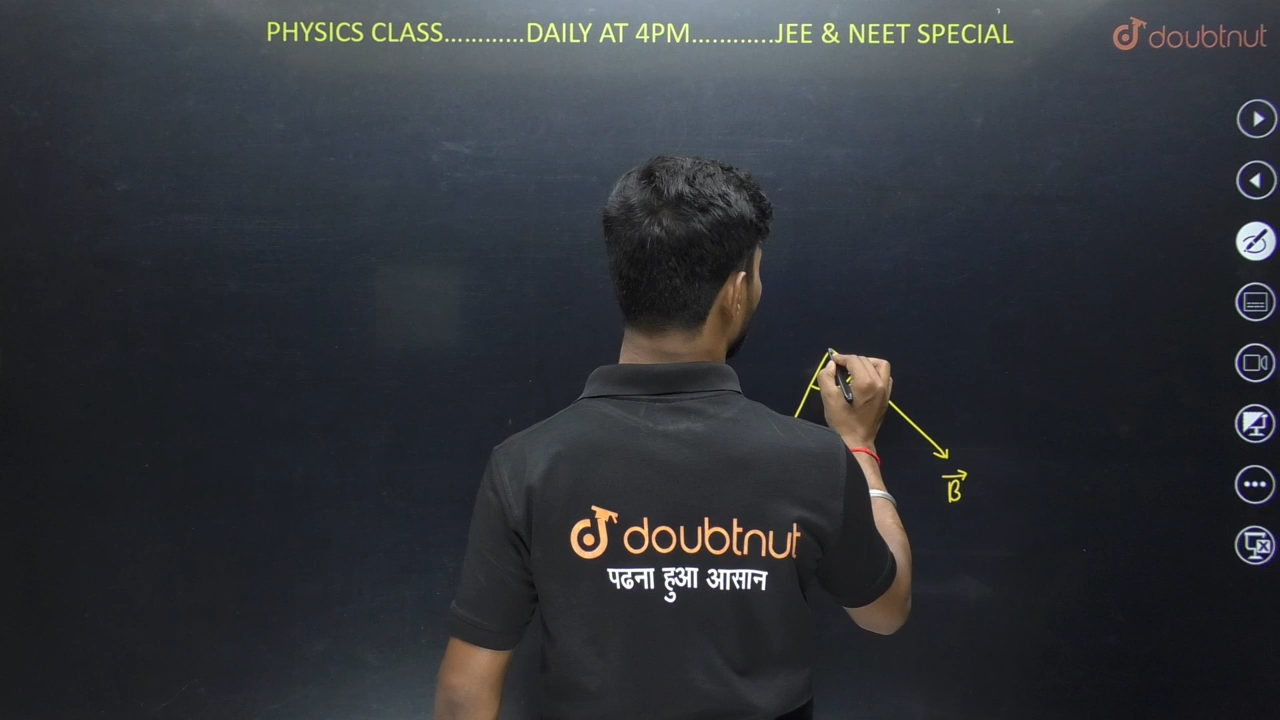 PHYSICS CLASS............DAILY AT 4PM............JEE & NEET SPECIAL
doubtnut
B
doubtnut
पढना हुआ आसान